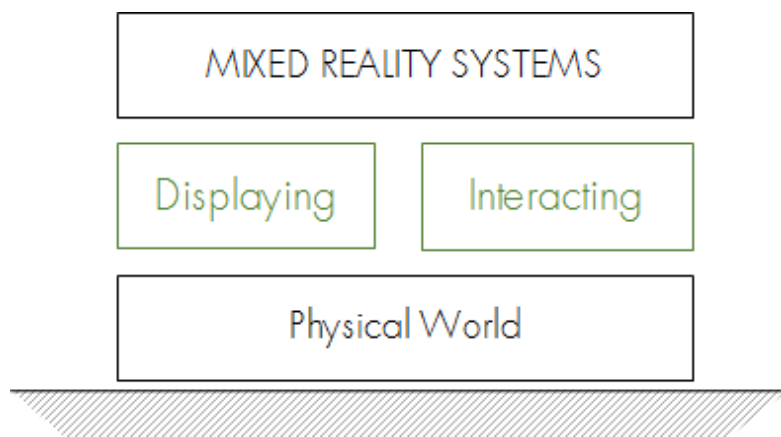 MIXED REALITY SYSTEMS
Displaying
Interacting
Physical World